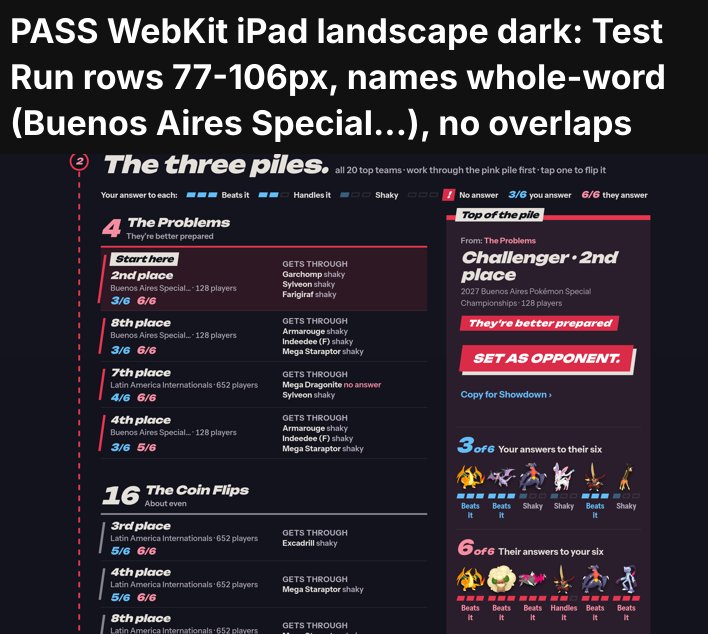 PASS WebKit iPad landscape dark: Test
Run rows 77-106px, names whole-word
(Buenos Aires Special...), no overlaps
2
The three piles. all 20 top teams · work through the pink pile first · tap one to flip it
Your answer to each: Beats it Handles it Shaky ! No answer 3/6 you answer 6/6 they answer
4 The Problems
They're better prepared
Start here
2nd place
Buenos Aires Special... · 128 players
3/6 6/6
GETS THROUGH
Garchomp shaky
Sylveon shaky
Farigiraf shaky
8th place
Buenos Aires Special... · 128 players
3/6 6/6
GETS THROUGH
Armarouge shaky
Indeedee (F) shaky
Mega Staraptor shaky
7th place
Latin America Internationals · 652 players
4/6 6/6
GETS THROUGH
Mega Dragonite no answer
Sylveon shaky
4th place
Buenos Aires Special... · 128 players
3/6 5/6
GETS THROUGH
Armarouge shaky
Indeedee (F) shaky
Mega Staraptor shaky
16 The Coin Flips
About even
3rd place
Latin America Internationals · 652 players
5/6 6/6
GETS THROUGH
Excadrill shaky
4th place
Latin America Internationals · 652 players
5/6 6/6
GETS THROUGH
Mega Staraptor shaky
8th place
Latin America Internationals · 652 players
GETS THROUGH
Top of the pile
From: The Problems
Challenger · 2nd
place
2027 Buenos Aires Pokémon Special
Championships · 128 players
They're better prepared
SET AS OPPONENT.
Copy for Showdown ›
3 of 6 Your answers to their six
Beats it
Beats it
Shaky
Shaky
Beats it
Shaky
6 of 6 Their answers to your six
Beats it
Beats it
Beats it
Handles it
Beats it
Beats it